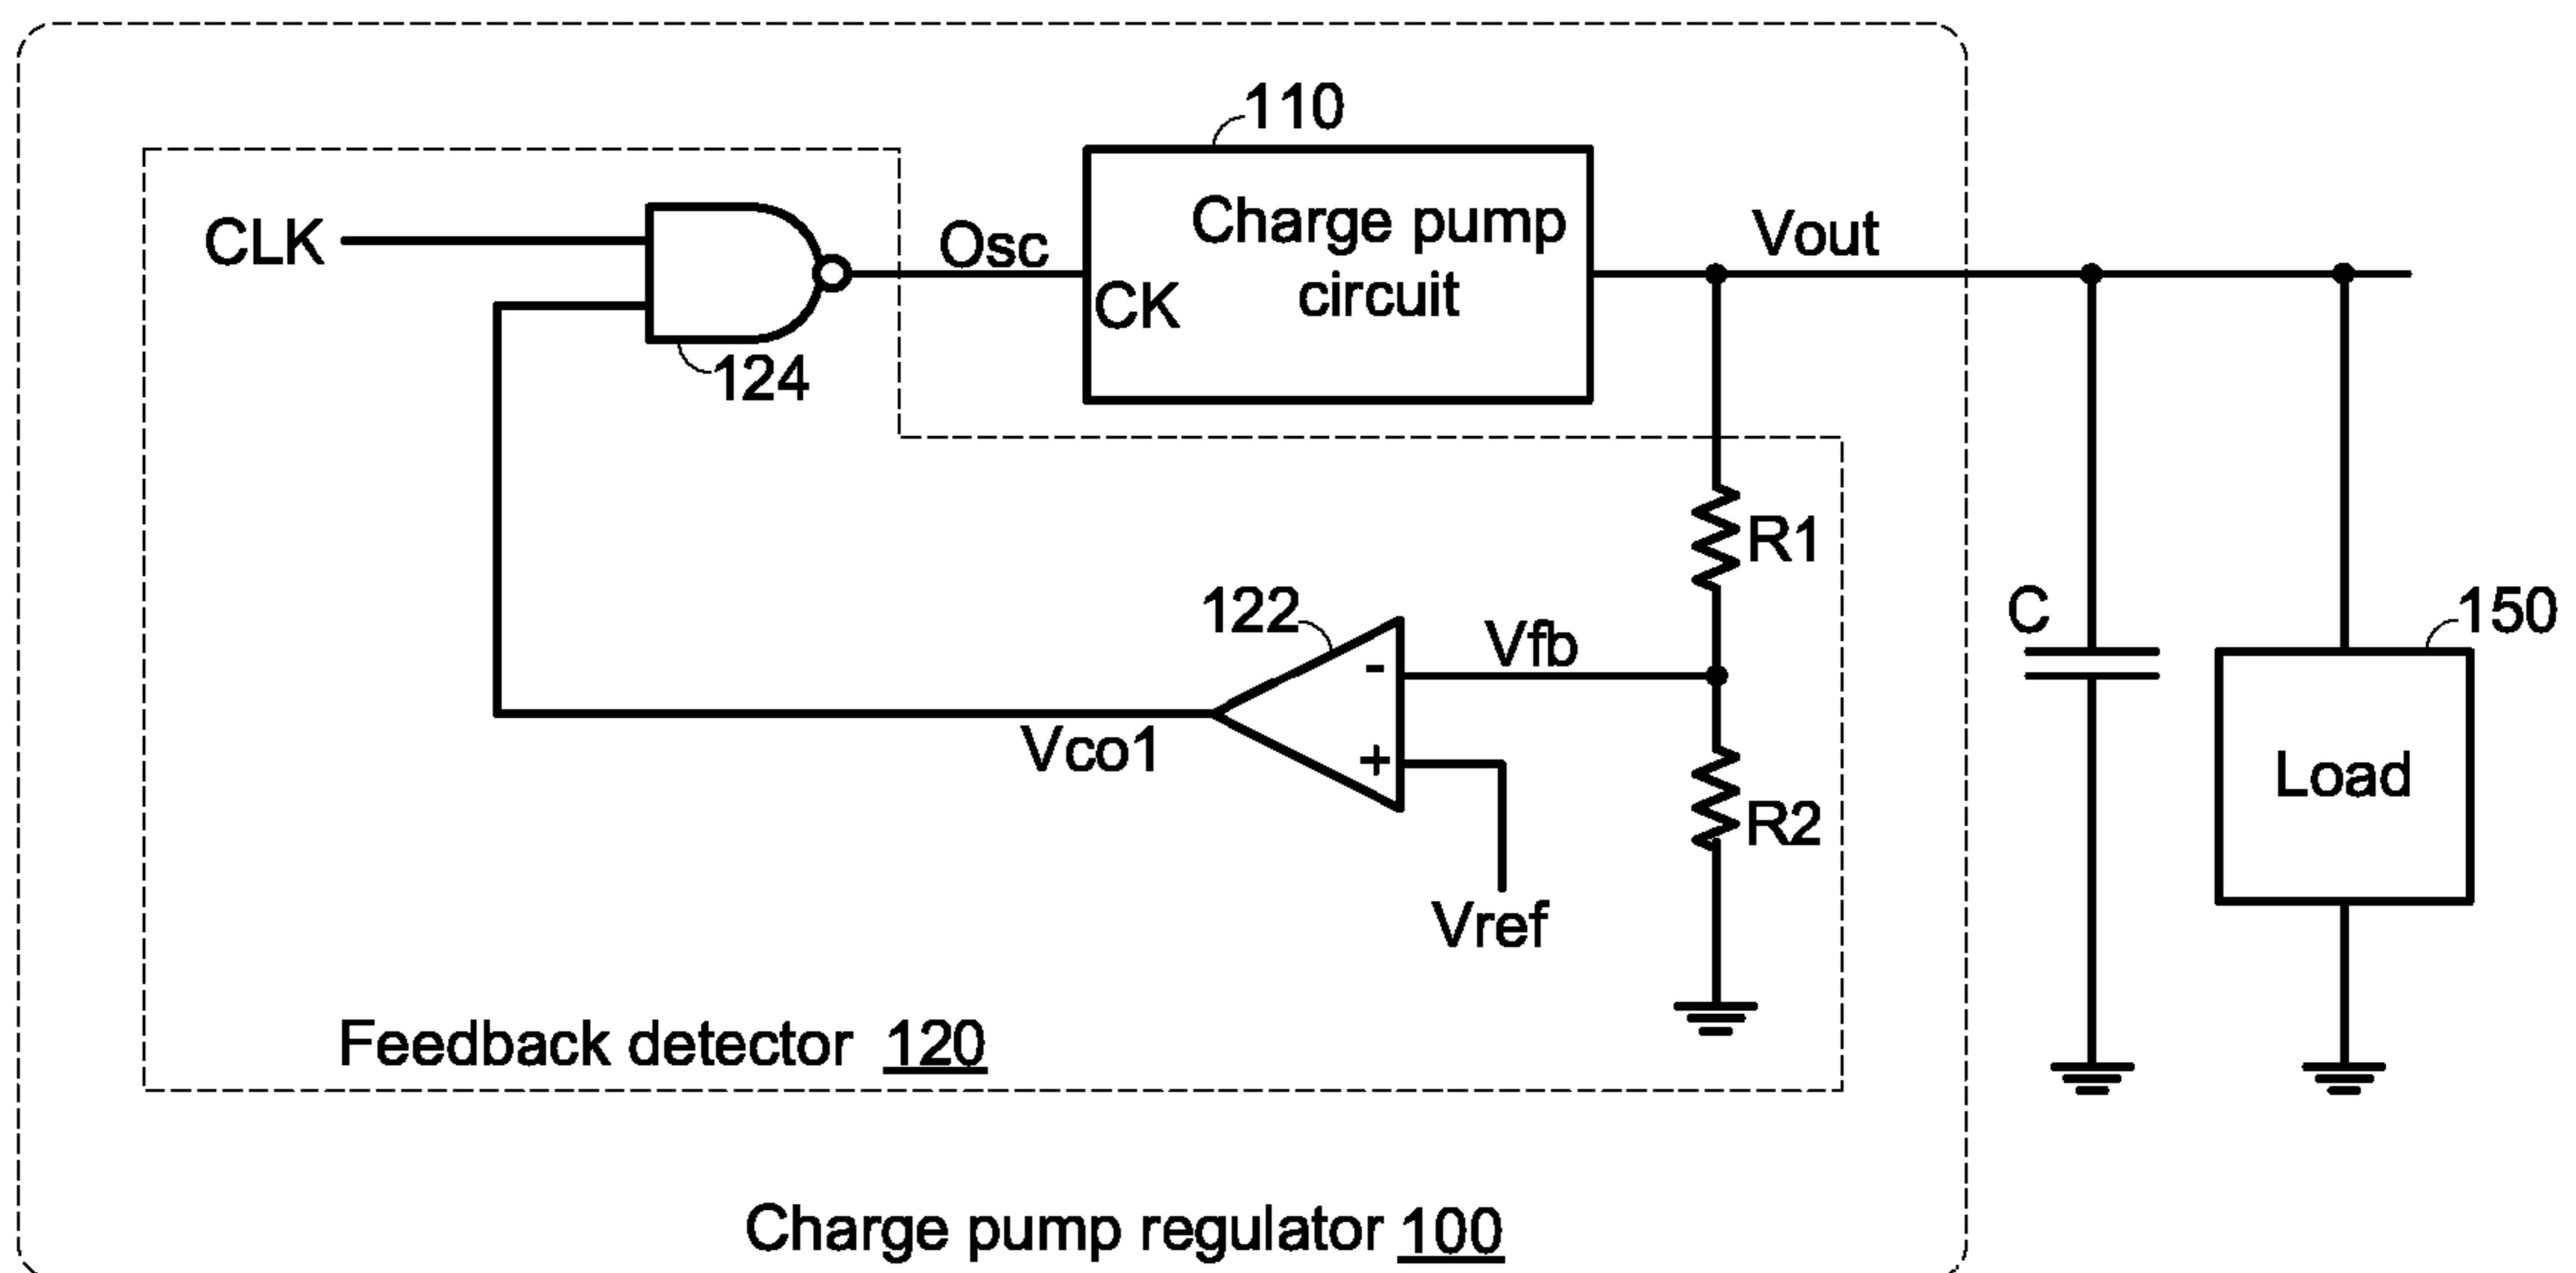 110
CLK
Osc
CK
Charge pump
circuit
Vout
124
R1
122
-
Vfb
C
150
Vco1
+
R2
Load
Vref
Feedback detector 120
Charge pump regulator 100